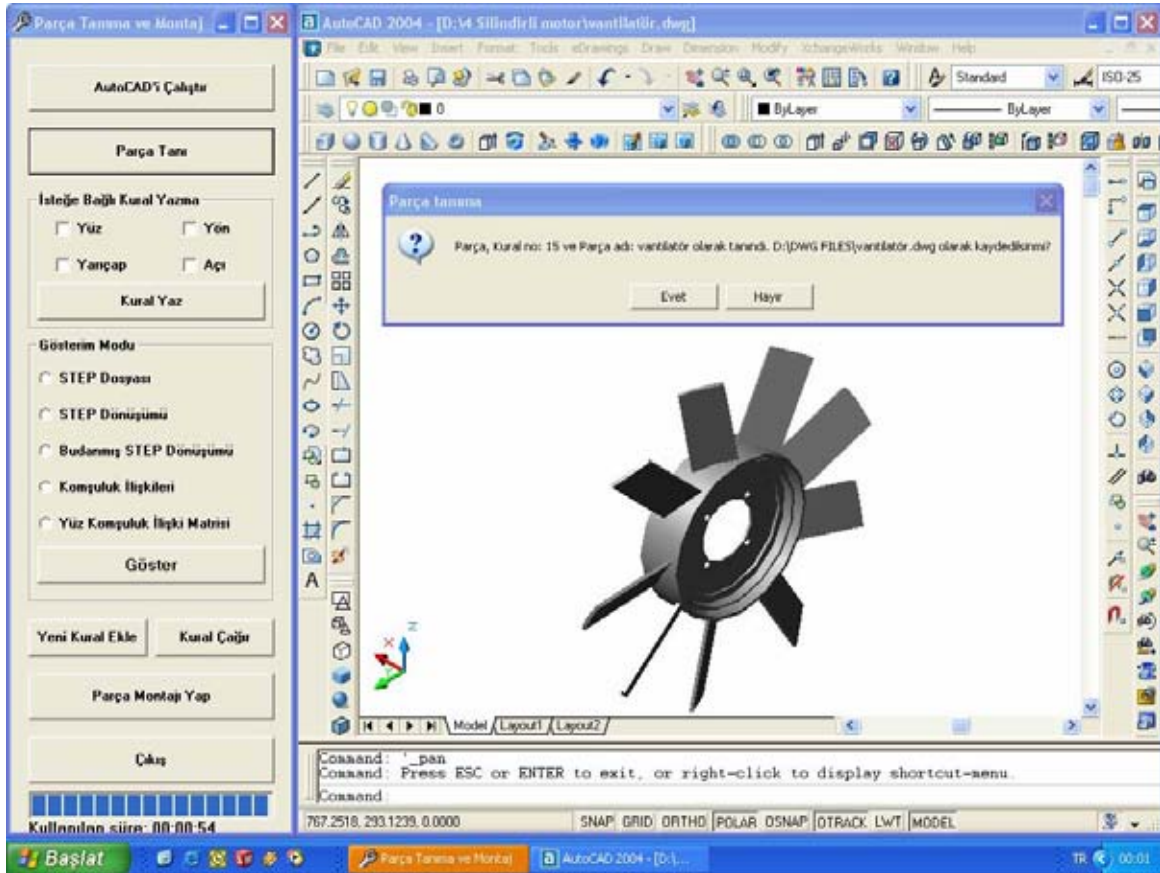 Parça Tanıma ve Montaj
AutoCAD'i Çalıştır
Parça Tanı
İsteğe Bağlı Kural Yazma
Yüz
Yön
Yarıçap
Açı
Kural Yaz
Gösterim Modu
STEP Dosyası
STEP Dönüşümü
Budanmış STEP Dönüşümü
Komşuluk İlişkileri
Yüz Komşuluk İlişki Matrisi
Göster
Yeni Kural Ekle
Kural Çağır
Parça Montajı Yap
Çıkış
Kullanılan süre: 00:00:54
AutoCAD 2004 - [D:\4 Silindirli motor\vantilatör.dwg]
File Edit View Insert Format Tools eDrawings Draw Dimension Modify XchangeWorks Window Help
Standard
ISO-25
0
ByLayer
ByLayer
Parça tanıma
Parça, Kural no: 15 ve Parça adı: vantilatör olarak tanındı. D:\DWG FILES\vantilatör.dwg olarak kaydedilsinmi?
Evet
Hayır
X
Z
A
Model Layout1 Layout2
Command: '_pan
Command: Press ESC or ENTER to exit, or right-click to display shortcut-menu.
Command:
767.2518, 293.1239, 0.0000
SNAP GRID ORTHO POLAR OSNAP OTRACK LWT MODEL
Başlat
Parça Tanıma ve Montaj
AutoCAD 2004 - [D:\...
TR
00:01